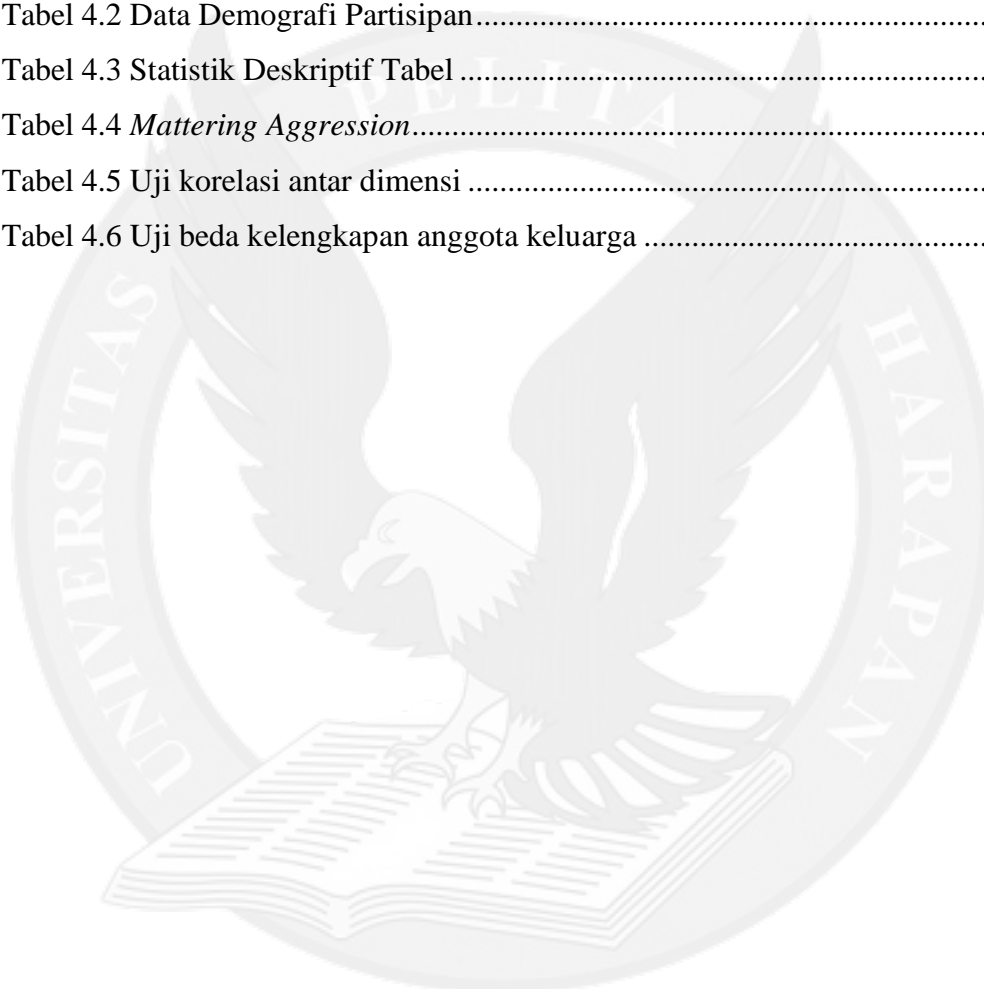 Tabel 4.2 Data Demografi Partisipan..........................................................................
Tabel 4.3 Statistik Deskriptif Tabel ............................................................................
Tabel 4.4 Mattering Aggression...................................................................................
Tabel 4.5 Uji korelasi antar dimensi ...........................................................................
Tabel 4.6 Uji beda kelengkapan anggota keluarga .....................................................
UNIVERSITAS PELITA HARAPAN